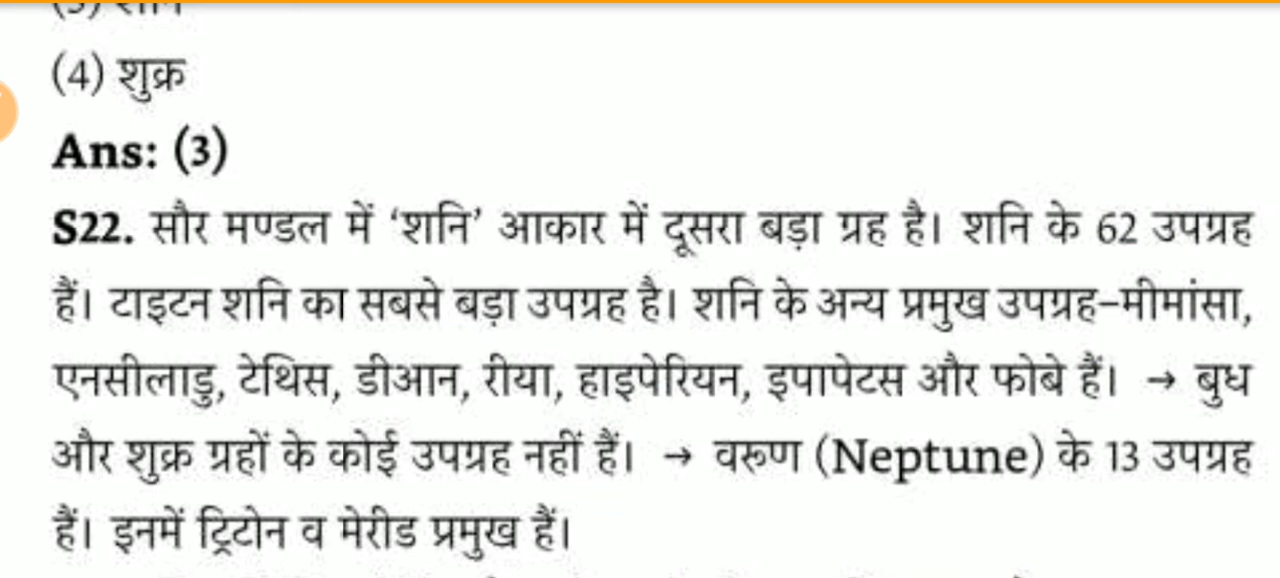 (4) शुक्र
Ans: (3)
S22. सौर मण्डल में ‘शनि’ आकार में दूसरा बड़ा ग्रह है। शनि के 62 उपग्रह
हैं। टाइटन शनि का सबसे बड़ा उपग्रह है। शनि के अन्य प्रमुख उपग्रह–मीमांसा,
एनसीलाडु, टेथिस, डीआन, रीया, हाइपेरियन, इपापेटस और फोबे हैं। → बुध
और शुक्र ग्रहों के कोई उपग्रह नहीं हैं। → वरूण (Neptune) के 13 उपग्रह
हैं। इनमें ट्रिटोन व मेरीड प्रमुख हैं।